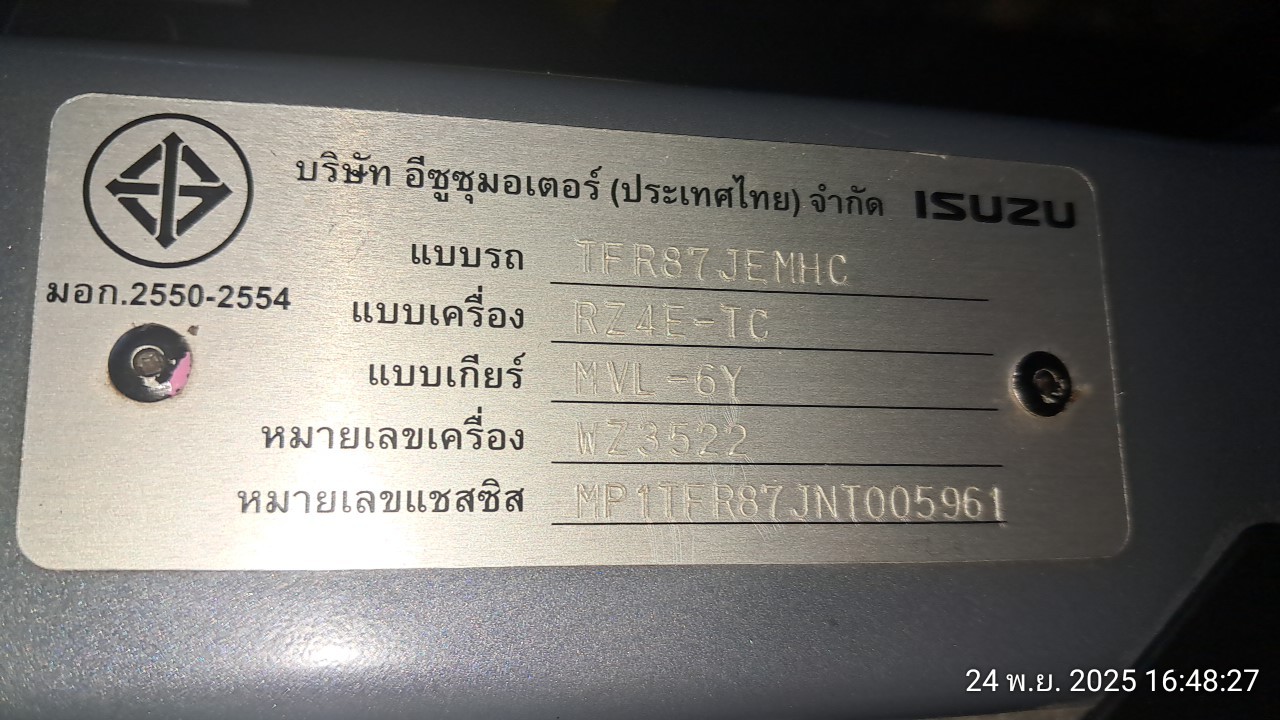 บริษัท อีซูซุมอเตอร์ (ประเทศไทย) จำกัด ISUZU
มอก.2550-2554
แบบรถ TFR87JEMHC
แบบเครื่อง RZ4E-TC
แบบเกียร์ MVL-6Y
หมายเลขเครื่อง WZ3522
หมายเลขแชสซิส MP1TFR87JNT005961
24 พ.ย. 2025 16:48:27